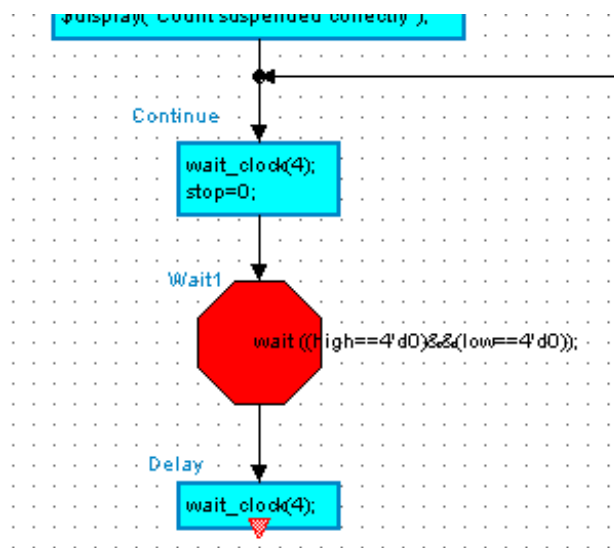 $display("Count suspended correctly");
Continue
wait_clock(4);
stop=0;
Wait1
wait ((high==4'd0)&&(low==4'd0));
Delay
wait_clock(4);